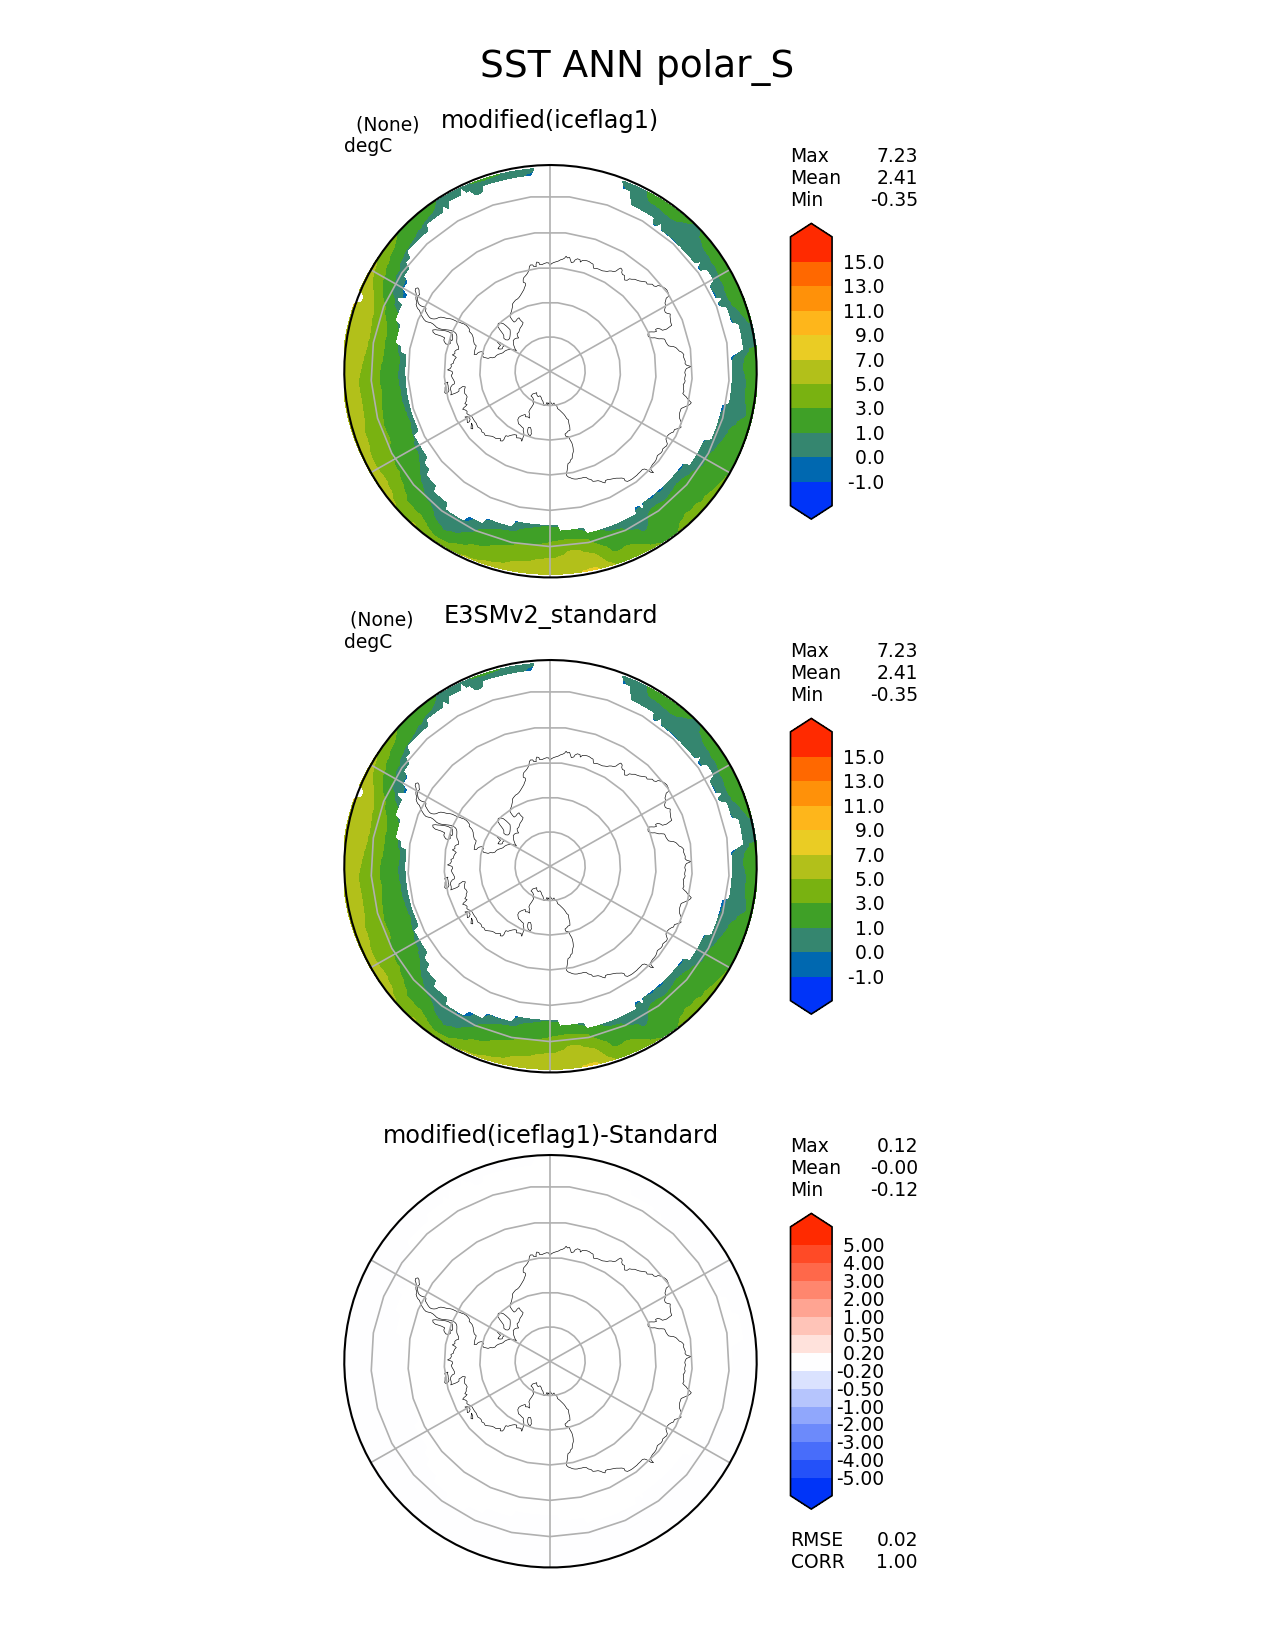 SST ANN polar_S
(None)
modified(iceflag1)
degC
Max 7.23
Mean 2.41
Min -0.35
15.0
13.0
11.0
9.0
7.0
5.0
3.0
1.0
0.0
-1.0
(None)
E3SMv2_standard
degC
Max 7.23
Mean 2.41
Min -0.35
15.0
13.0
11.0
9.0
7.0
5.0
3.0
1.0
0.0
-1.0
modified(iceflag1)-Standard
Max 0.12
Mean -0.00
Min -0.12
5.00
4.00
3.00
2.00
1.00
0.50
0.20
-0.20
-0.50
-1.00
-2.00
-3.00
-4.00
-5.00
RMSE 0.02
CORR 1.00